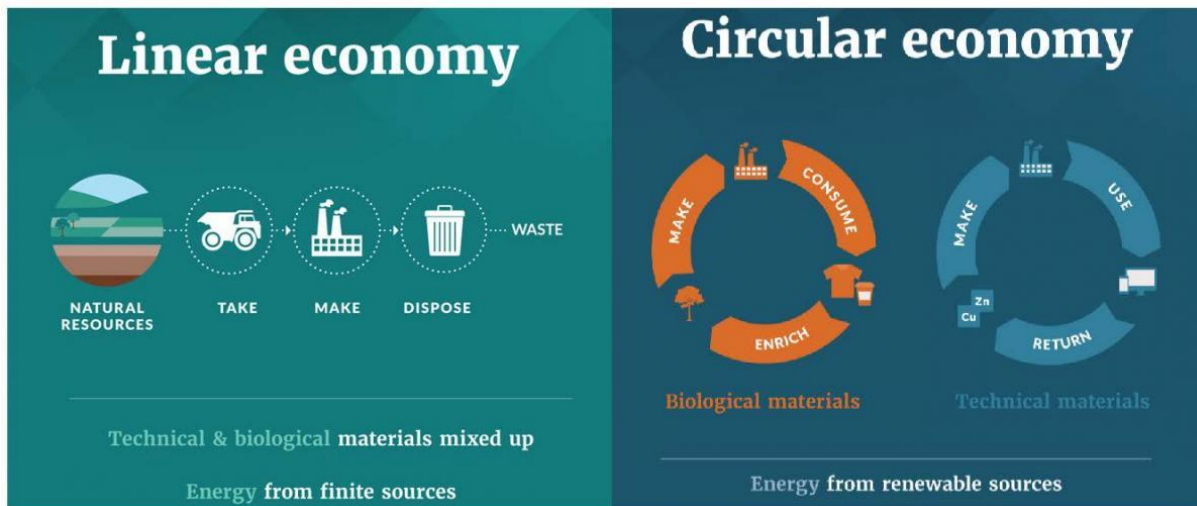 Linear economy
NATURAL
RESOURCES
TAKE
MAKE
DISPOSE
WASTE
Technical & biological materials mixed up
Energy from finite sources
Circular economy
MAKE
CONSUME
ENRICH
Biological materials
MAKE
USE
RETURN
Zn
Cu
Technical materials
Energy from renewable sources